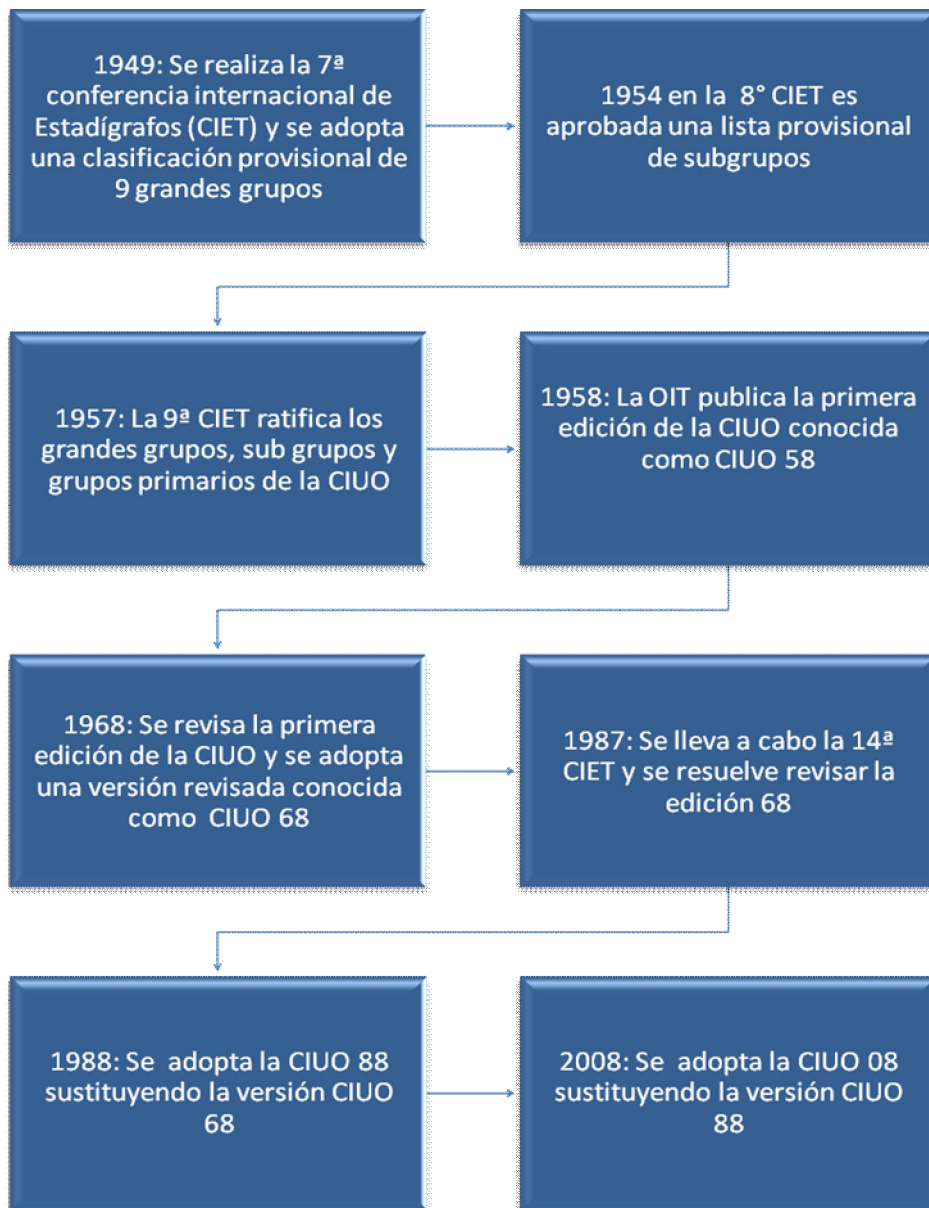 1949: Se realiza la 7ª
conferencia internacional de
Estadígrafos (CIET) y se adopta
una clasificación provisional de
9 grandes grupos
1954 en la 8° CIET es
aprobada una lista provisional
de subgrupos
1957: La 9ª CIET ratifica los
grandes grupos, sub grupos y
grupos primarios de la CIUO
1958: La OIT publica la primera
edición de la CIUO conocida
como CIUO 58
1968: Se revisa la primera
edición de la CIUO y se adopta
una versión revisada conocida
como CIUO 68
1987: Se lleva a cabo la 14ª
CIET y se resuelve revisar la
edición 68
1988: Se adopta la CIUO 88
sustituyendo la versión CIUO
68
2008: Se adopta la CIUO 08
sustituyendo la versión CIUO
88